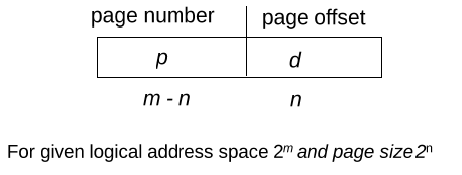 page number page offset
p d
m - n n
For given logical address space 2ᵐ and page size 2ⁿ